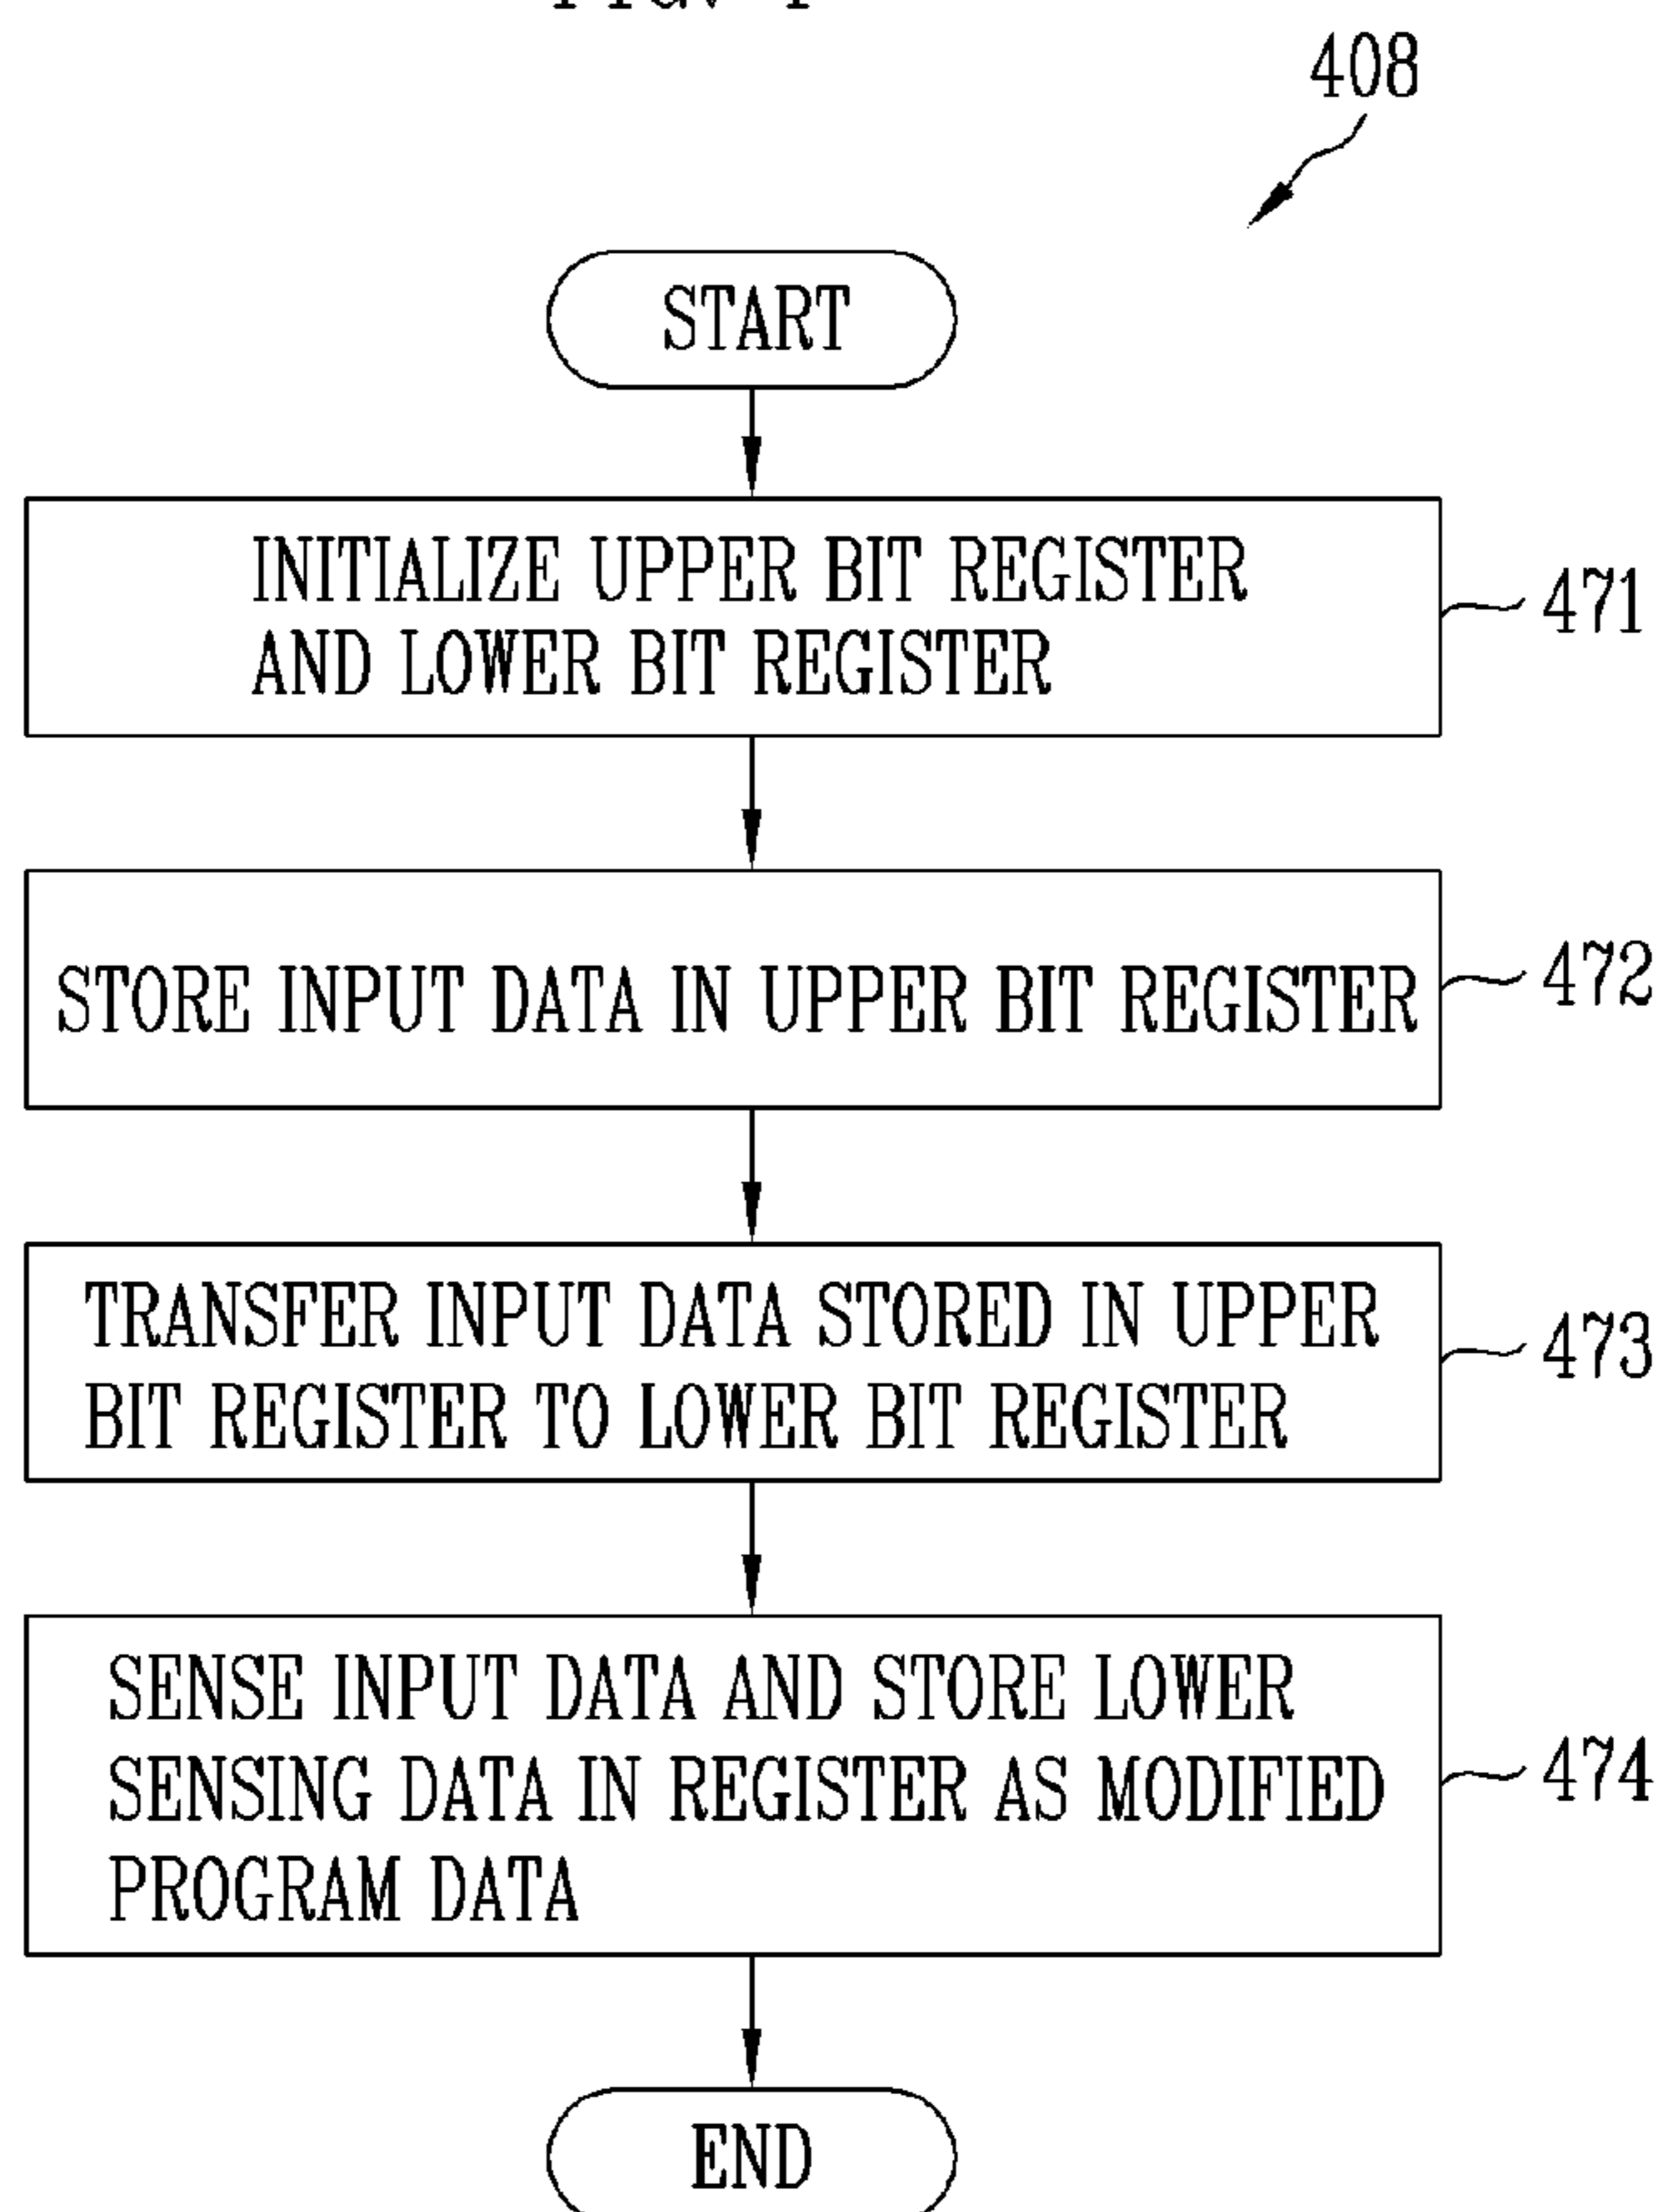 408
START
INITIALIZE UPPER BIT REGISTER
AND LOWER BIT REGISTER
471
STORE INPUT DATA IN UPPER BIT REGISTER
472
TRANSFER INPUT DATA STORED IN UPPER
BIT REGISTER TO LOWER BIT REGISTER
473
SENSE INPUT DATA AND STORE LOWER
SENSING DATA IN REGISTER AS MODIFIED
PROGRAM DATA
474
END